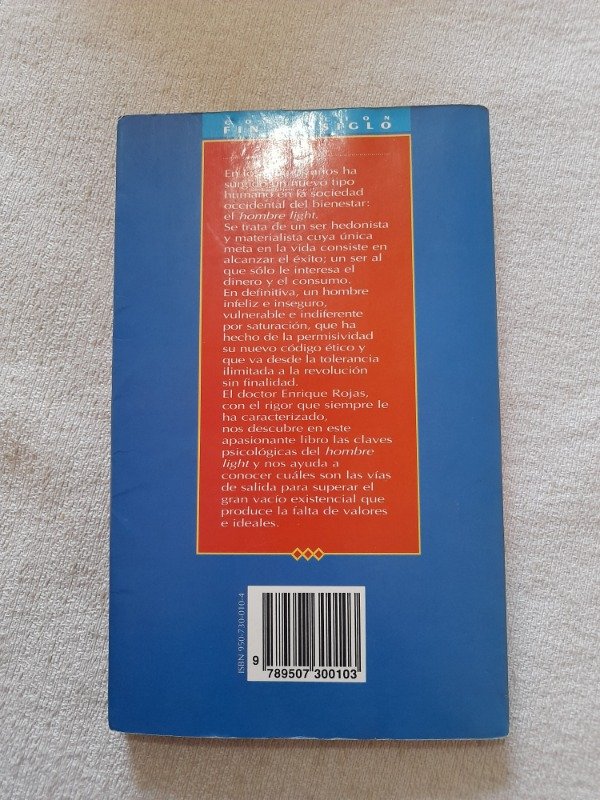 COLECCION
FIN DE SIGLO
En los años ha
surgido un nuevo tipo
humano en la sociedad
occidental del bienestar:
el hombre light.
Se trata de un ser hedonista
y materialista cuya única
meta en la vida consiste en
alcanzar el éxito; un ser al
que sólo le interesa el
dinero y el consumo.
En definitiva, un hombre
infeliz e inseguro,
vulnerable e indiferente
por saturación, que ha
hecho de la permisividad
su nuevo código ético y
que va desde la tolerancia
ilimitada a la revolución
sin finalidad.
El doctor Enrique Rojas,
con el rigor que siempre le
ha caracterizado,
nos descubre en este
apasionante libro las claves
psicológicas del hombre
light y nos ayuda a
conocer cuáles son las vías
de salida para superar el
gran vacío existencial que
produce la falta de valores
e ideales.
ISBN 950-730-010-4
9 789507 300103